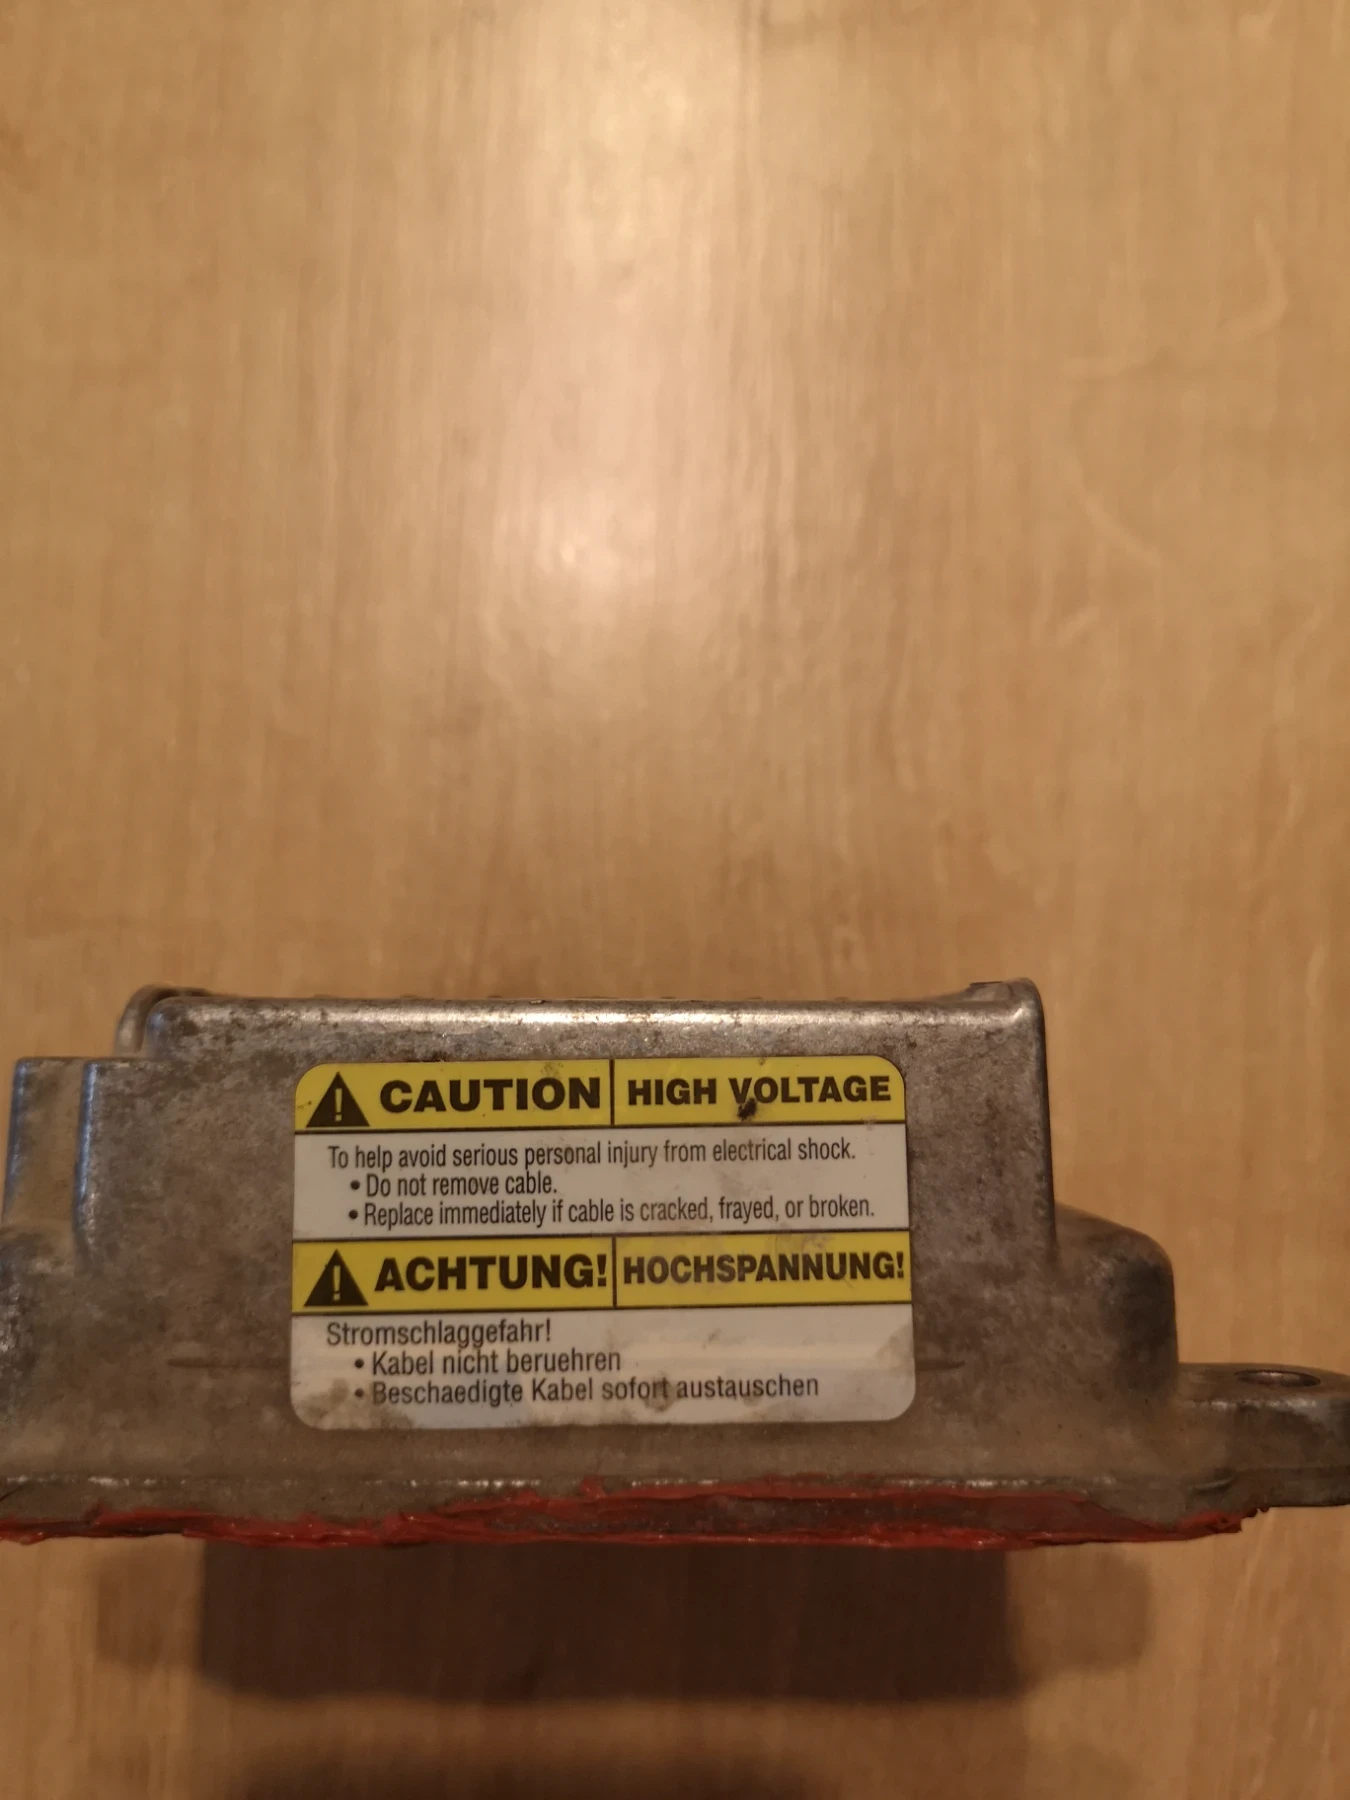 CAUTION HIGH VOLTAGE
To help avoid serious personal injury from electrical shock.
• Do not remove cable.
• Replace immediately if cable is cracked, frayed, or broken.
ACHTUNG! HOCHSPANNUNG!
Stromschlaggefahr!
• Kabel nicht beruehren
• Beschaedigte Kabel sofort austauschen